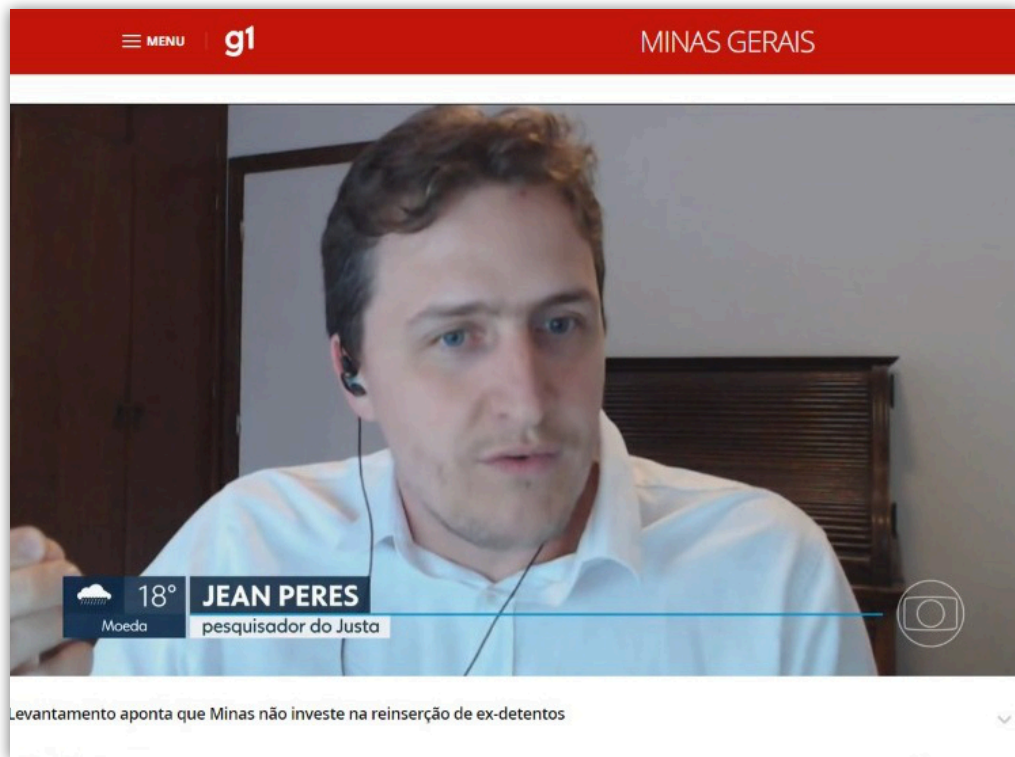 MENU
g1
MINAS GERAIS
18°
Moeda
JEAN PERES
pesquisador do Justa
Levantamento aponta que Minas não investe na reinserção de ex-detentos